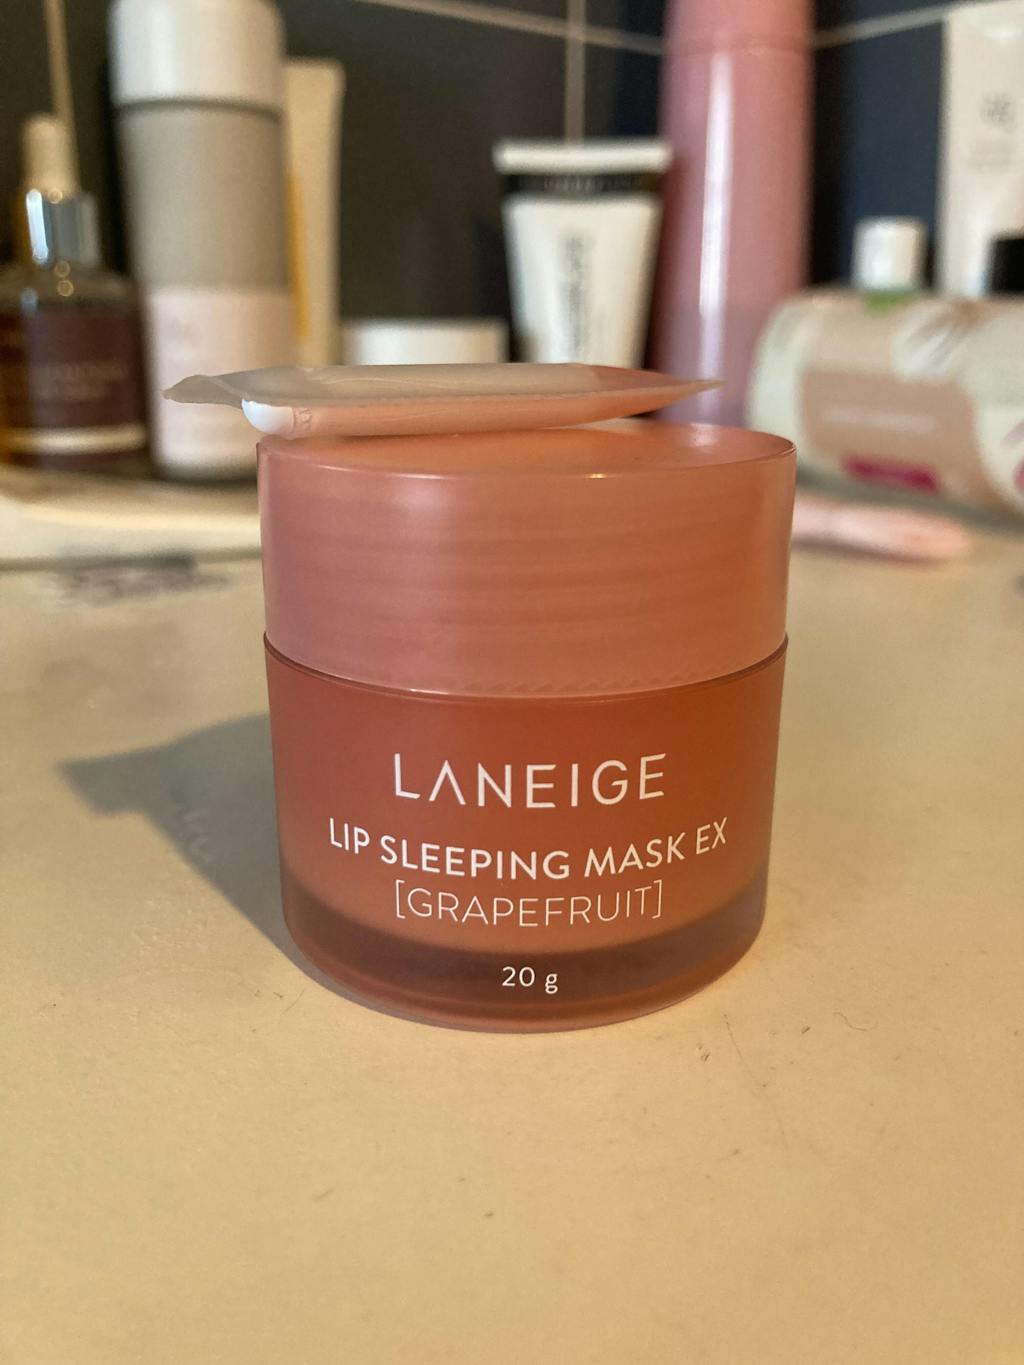 LANEIGE
LIP SLEEPING MASK EX
[GRAPEFRUIT]
20 g